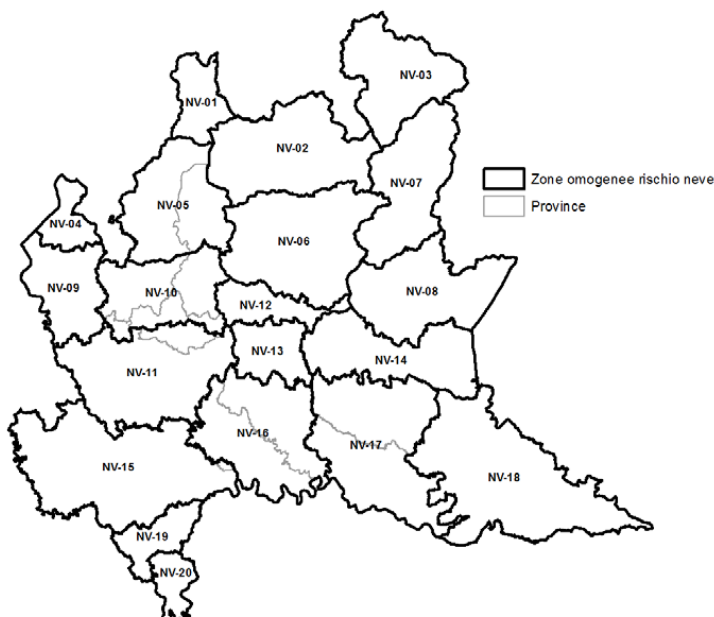 NV-03
NV-01
NV-02
NV-07
Zone omogenee rischio neve
Province
NV-05
NV-04
NV-06
NV-09
NV-10
NV-08
NV-12
NV-13
NV-14
NV-11
NV-16
NV-17
NV-15
NV-18
NV-19
NV-20